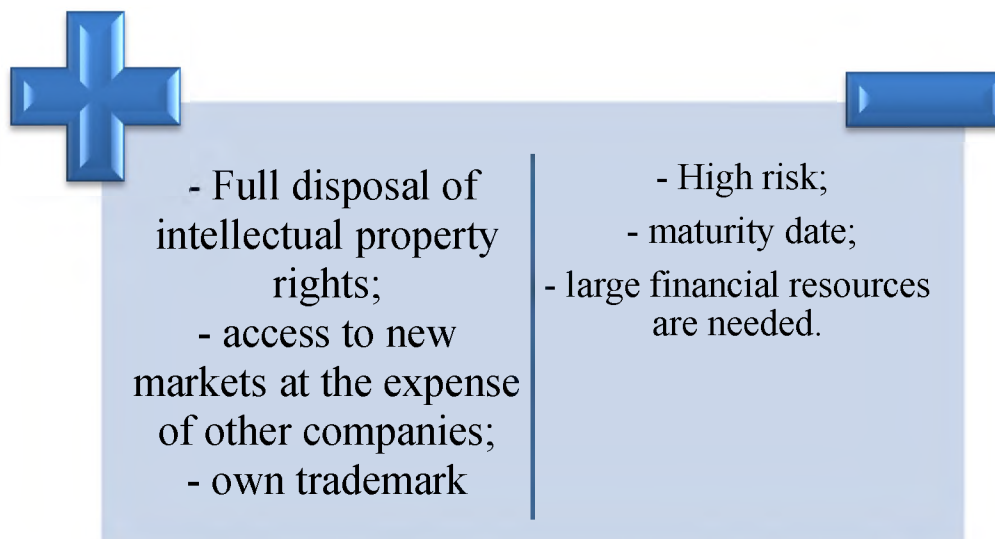 - Full disposal of
intellectual property
rights;
- access to new
markets at the expense
of other companies;
- own trademark
- High risk;
- maturity date;
- large financial resources
are needed.